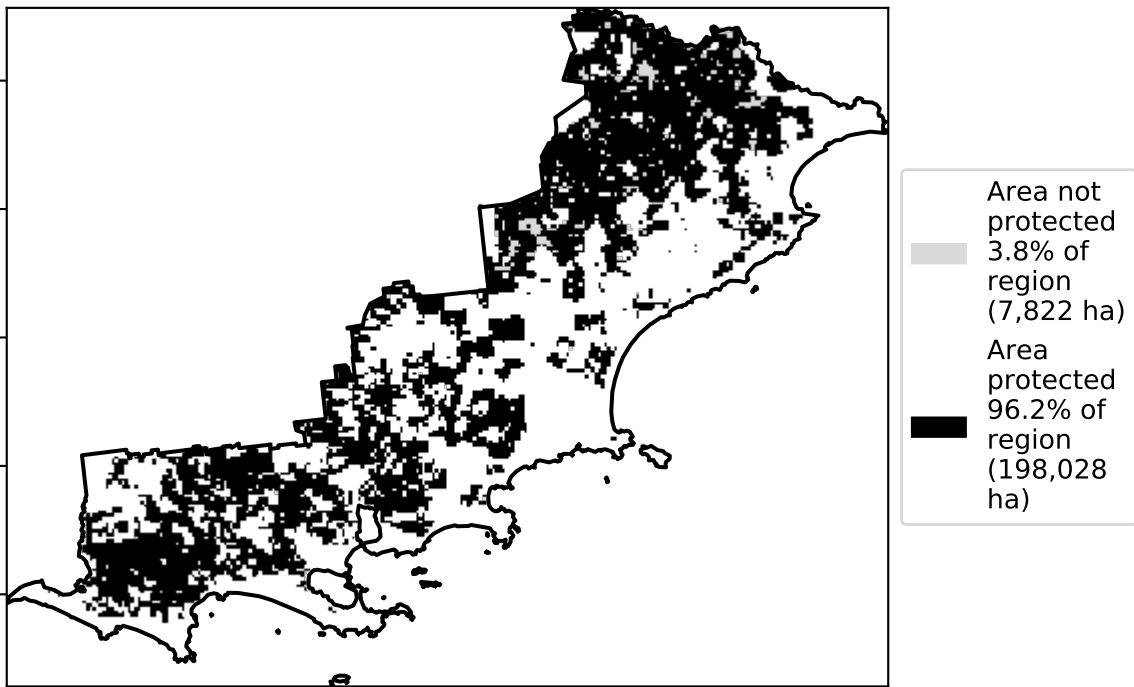 Area not
protected
3.8% of
region
(7,822 ha)
Area
protected
96.2% of
region
(198,028
ha)